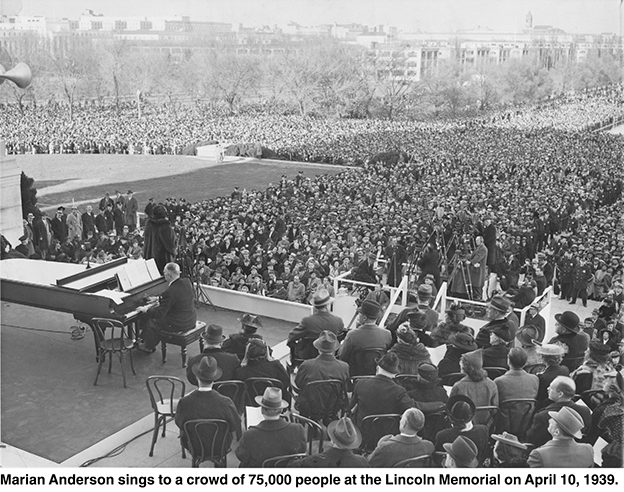 Marian Anderson sings to a crowd of 75,000 people at the Lincoln Memorial on April 10, 1939.